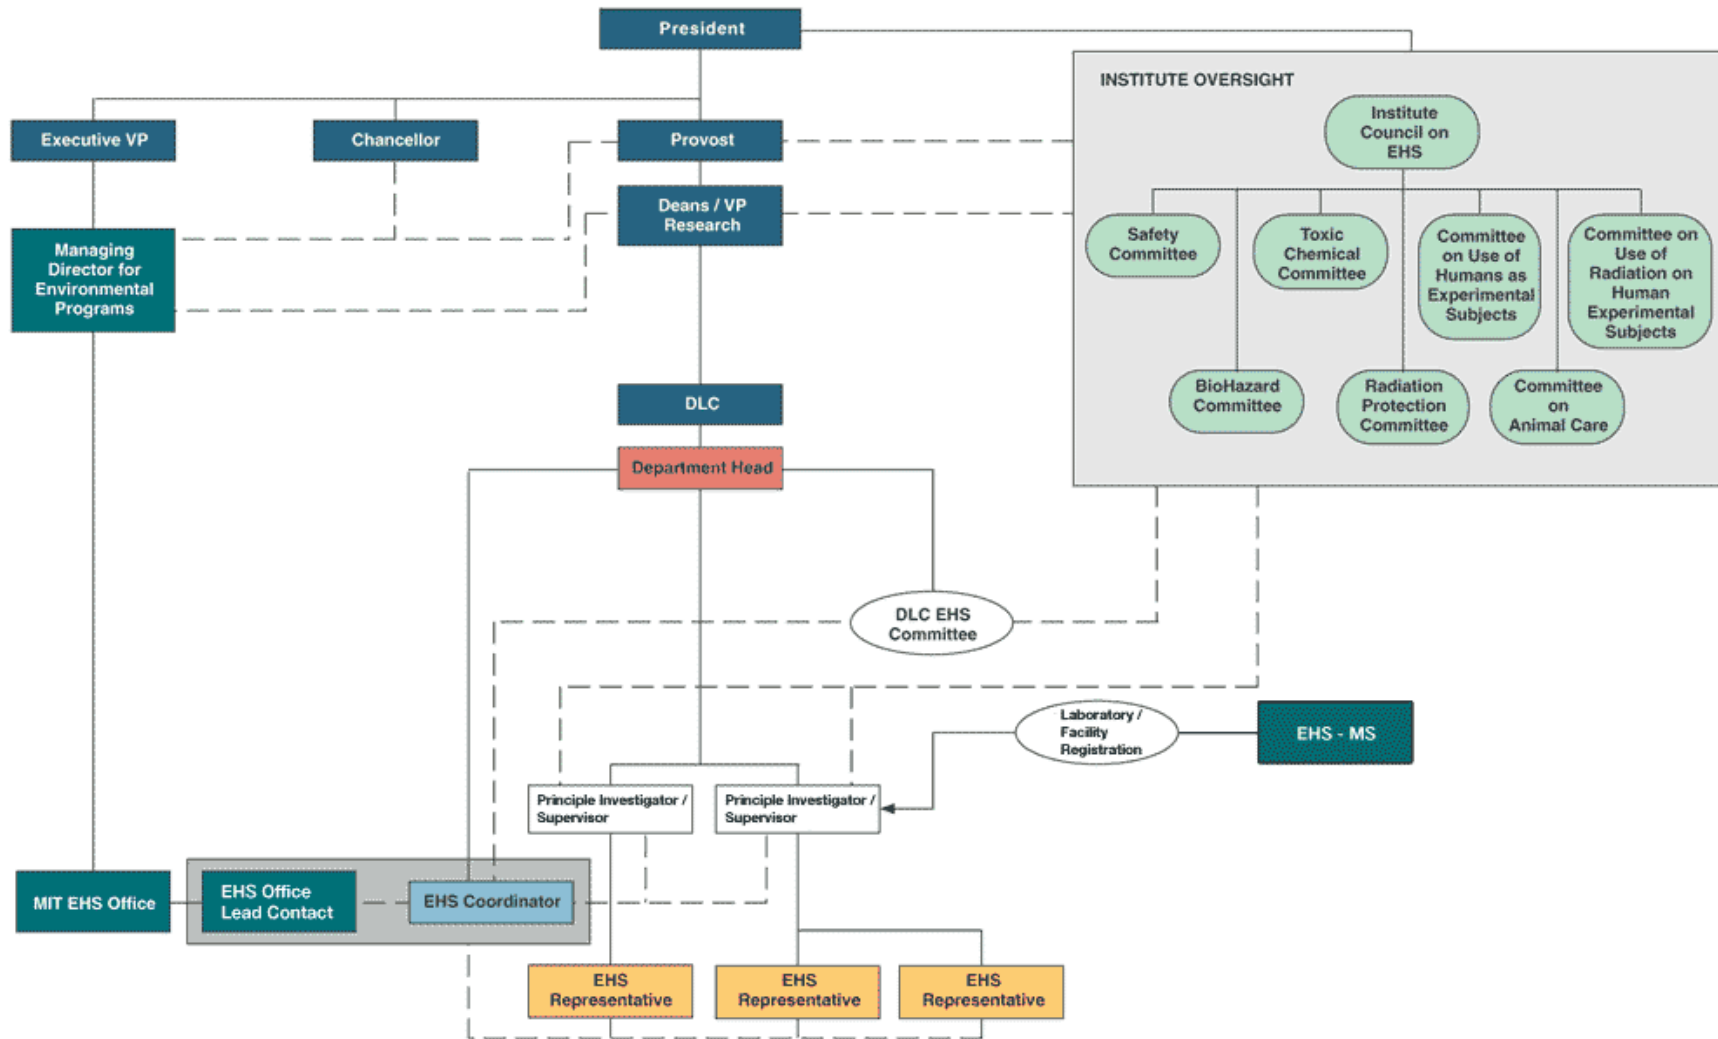 President
INSTITUTE OVERSIGHT
Institute
Council on
EHS
Executive VP
Chancellor
Provost
Deans / VP
Research
Managing
Director for
Environmental
Programs
Safety
Committee
Toxic
Chemical
Committee
Committee
on Use of
Humans as
Experimental
Subjects
Committee on
Use of
Radiation on
Human
Experimental
Subjects
BioHazard
Committee
Radiation
Protection
Committee
Committee
on
Animal Care
DLC
Department Head
DLC EHS
Committee
Laboratory /
Facility
Registration
EHS - MS
Principle Investigator /
Supervisor
Principle Investigator /
Supervisor
MIT EHS Office
EHS Office
Lead Contact
EHS Coordinator
EHS
Representative
EHS
Representative
EHS
Representative